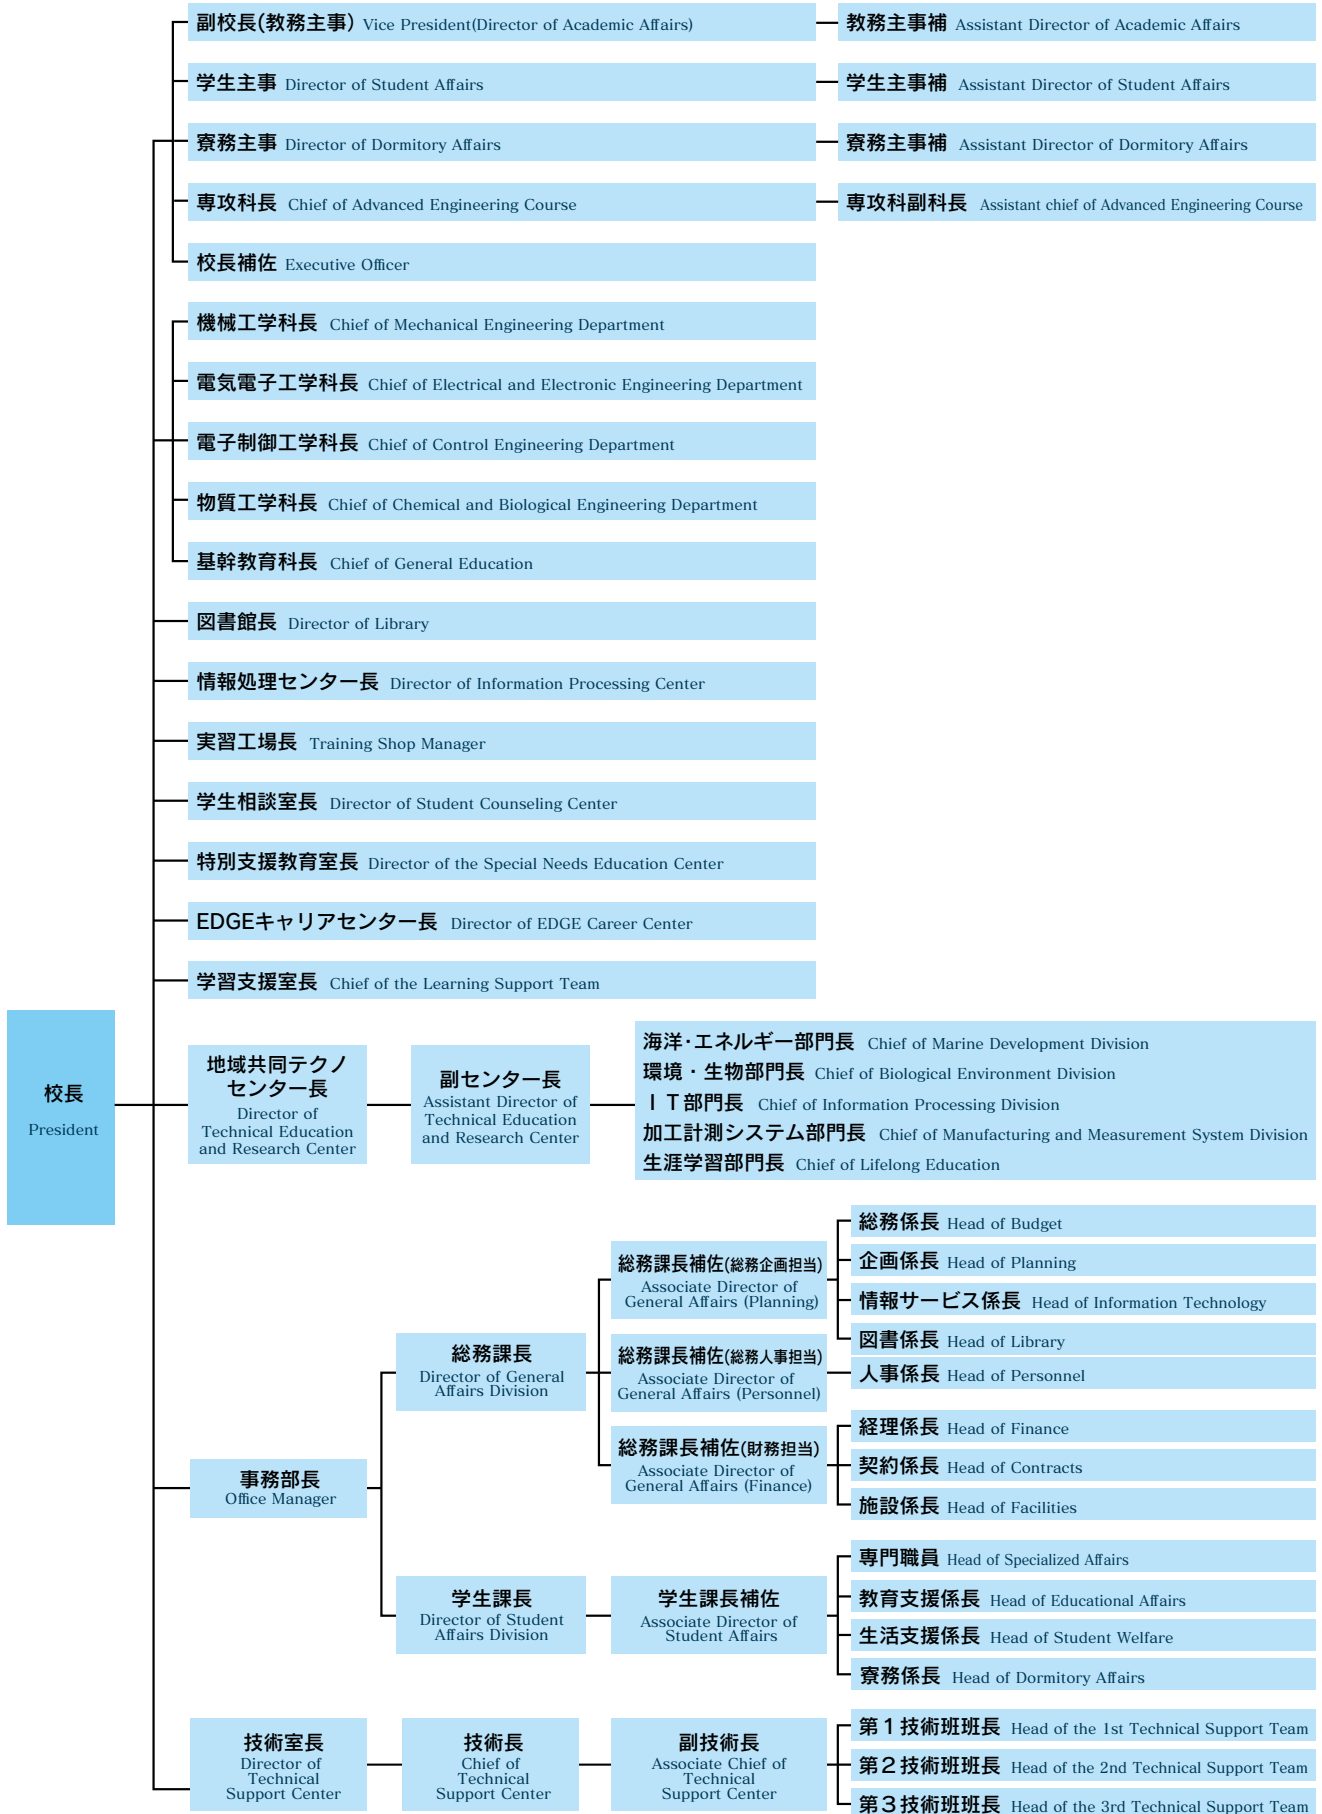 副校長(教務主事) Vice President(Director of Academic Affairs)
教務主事補 Assistant Director of Academic Affairs
学生主事 Director of Student Affairs
学生主事補 Assistant Director of Student Affairs
寮務主事 Director of Dormitory Affairs
寮務主事補 Assistant Director of Dormitory Affairs
専攻科長 Chief of Advanced Engineering Course
専攻科副科長 Assistant chief of Advanced Engineering Course
校長補佐 Executive Officer
機械工学科長 Chief of Mechanical Engineering Department
電気電子工学科長 Chief of Electrical and Electronic Engineering Department
電子制御工学科長 Chief of Control Engineering Department
物質工学科長 Chief of Chemical and Biological Engineering Department
基幹教育科長 Chief of General Education
図書館長 Director of Library
情報処理センター長 Director of Information Processing Center
実習工場長 Training Shop Manager
学生相談室長 Director of Student Counseling Center
特別支援教育室長 Director of the Special Needs Education Center
EDGEキャリアセンター長 Director of EDGE Career Center
学習支援室長 Chief of the Learning Support Team
校長
President
地域共同テクノ
センター長
Director of
Technical Education
and Research Center
副センター長
Assistant Director of
Technical Education
and Research Center
海洋・エネルギー部門長 Chief of Marine Development Division
環境・生物部門長 Chief of Biological Environment Division
ＩＴ部門長 Chief of Information Processing Division
加工計測システム部門長 Chief of Manufacturing and Measurement System Division
生涯学習部門長 Chief of Lifelong Education
事務部長
Office Manager
総務課長
Director of General
Affairs Division
総務課長補佐(総務企画担当)
Associate Director of
General Affairs (Planning)
総務係長 Head of Budget
企画係長 Head of Planning
情報サービス係長 Head of Information Technology
図書係長 Head of Library
総務課長補佐(総務人事担当)
Associate Director of
General Affairs (Personnel)
人事係長 Head of Personnel
総務課長補佐(財務担当)
Associate Director of
General Affairs (Finance)
経理係長 Head of Finance
契約係長 Head of Contracts
施設係長 Head of Facilities
学生課長
Director of Student
Affairs Division
学生課長補佐
Associate Director of
Student Affairs
専門職員 Head of Specialized Affairs
教育支援係長 Head of Educational Affairs
生活支援係長 Head of Student Welfare
寮務係長 Head of Dormitory Affairs
技術室長
Director of
Technical
Support Center
技術長
Chief of
Technical
Support Center
副技術長
Associate Chief of
Technical
Support Center
第１技術班班長 Head of the 1st Technical Support Team
第２技術班班長 Head of the 2nd Technical Support Team
第３技術班班長 Head of the 3rd Technical Support Team